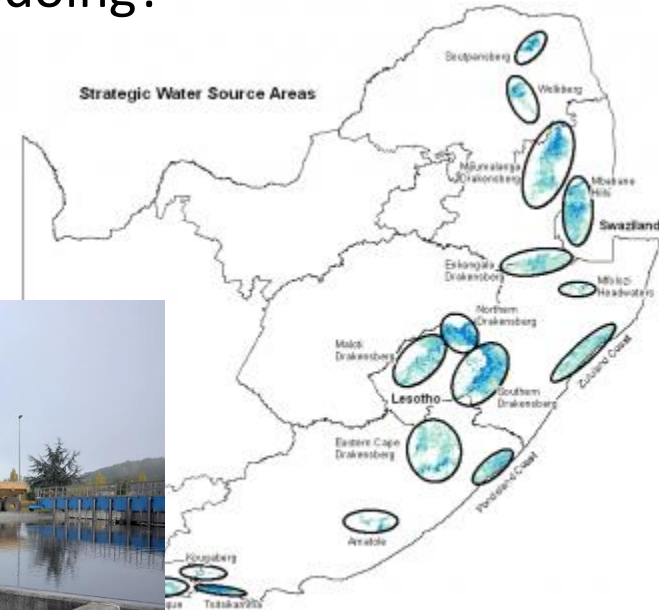 doing?
Strategic Water Source Areas
Soutpansberg
Wolkberg
Mpumalanga
Drakensberg
Mbabane
Hills
Swaziland
Enkangala
Drakensberg
Mfolozi
Headwaters
Northern
Drakensberg
Maloti
Drakensberg
Zululand Coast
Lesotho
Southern
Drakensberg
Eastern Cape
Drakensberg
Pondoland Coast
Amatole
Kougaberg
que
Tsitsikamma